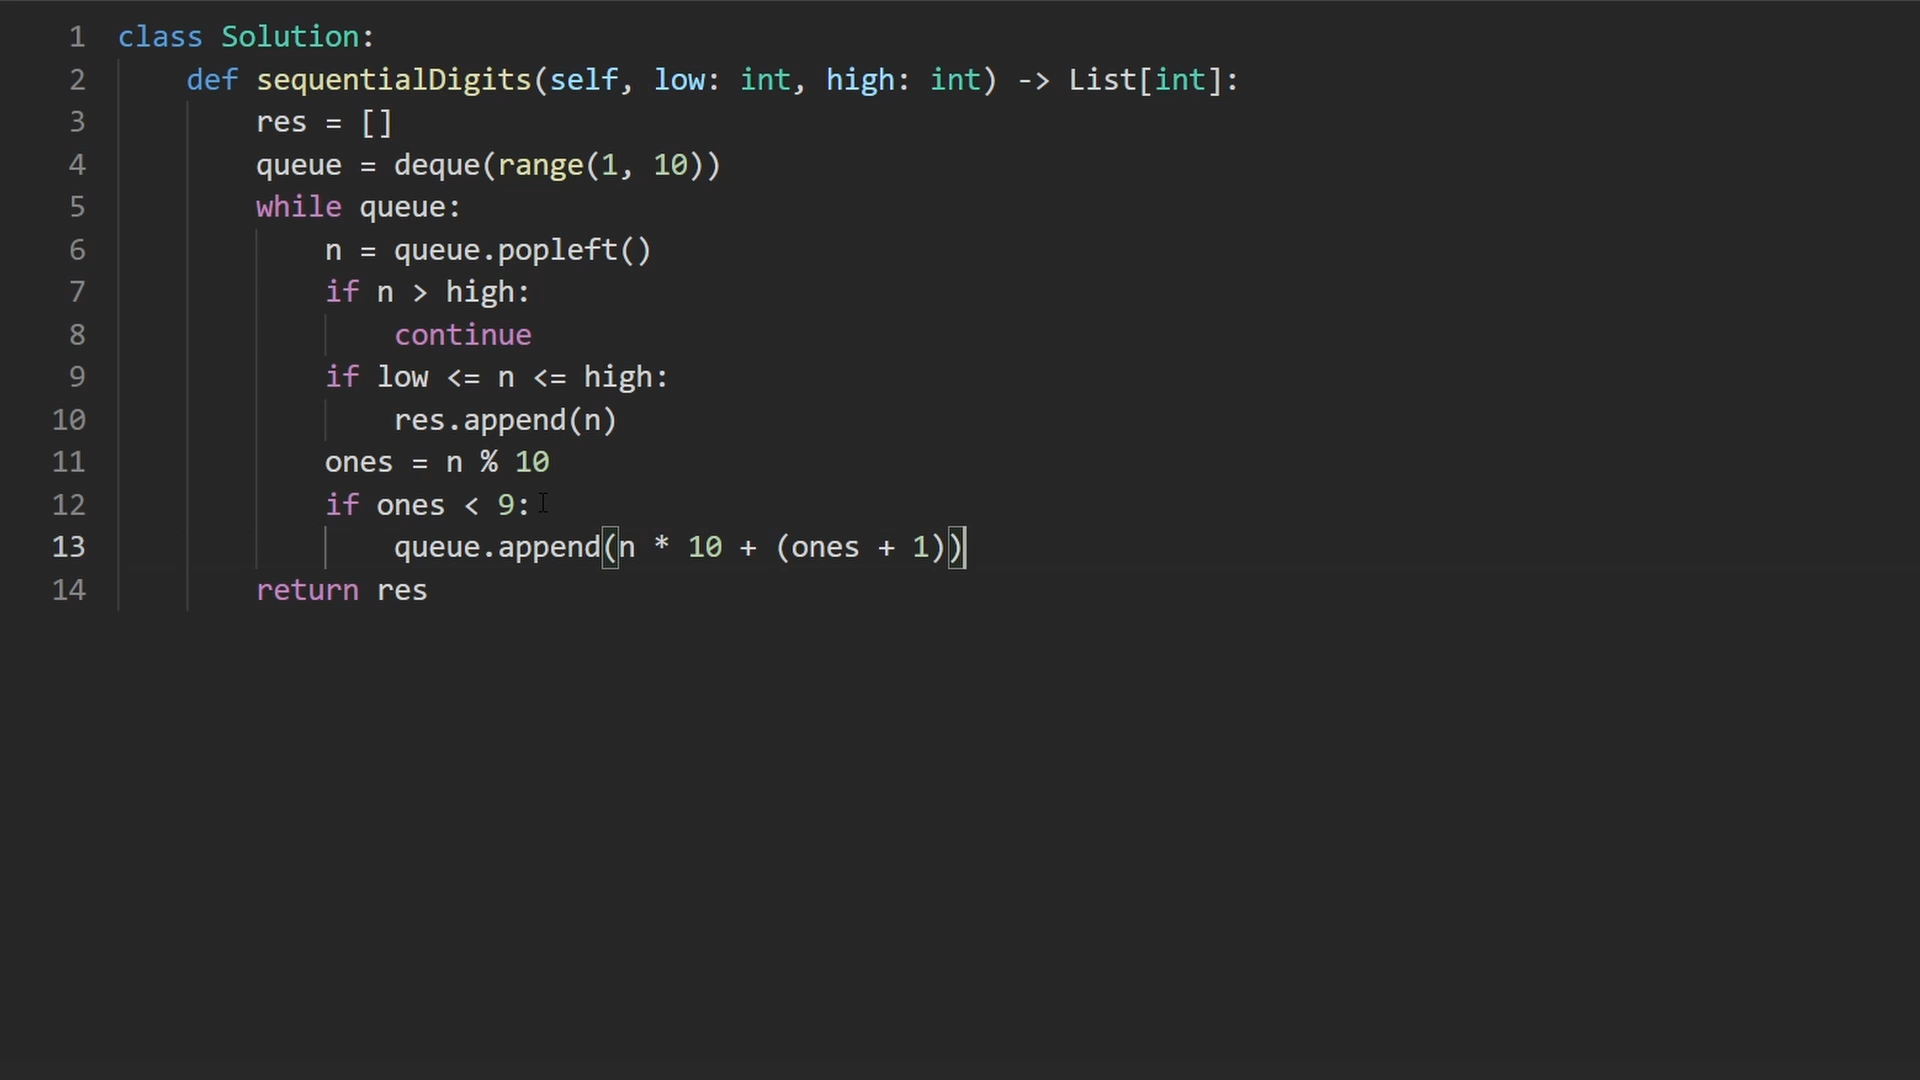 1 class Solution:
2 def sequentialDigits(self, low: int, high: int) -> List[int]:
3 res = []
4 queue = deque(range(1, 10))
5 while queue:
6 n = queue.popleft()
7 if n > high:
8 continue
9 if low <= n <= high:
10 res.append(n)
11 ones = n % 10
12 if ones < 9:
13 queue.append(n * 10 + (ones + 1))
14 return res